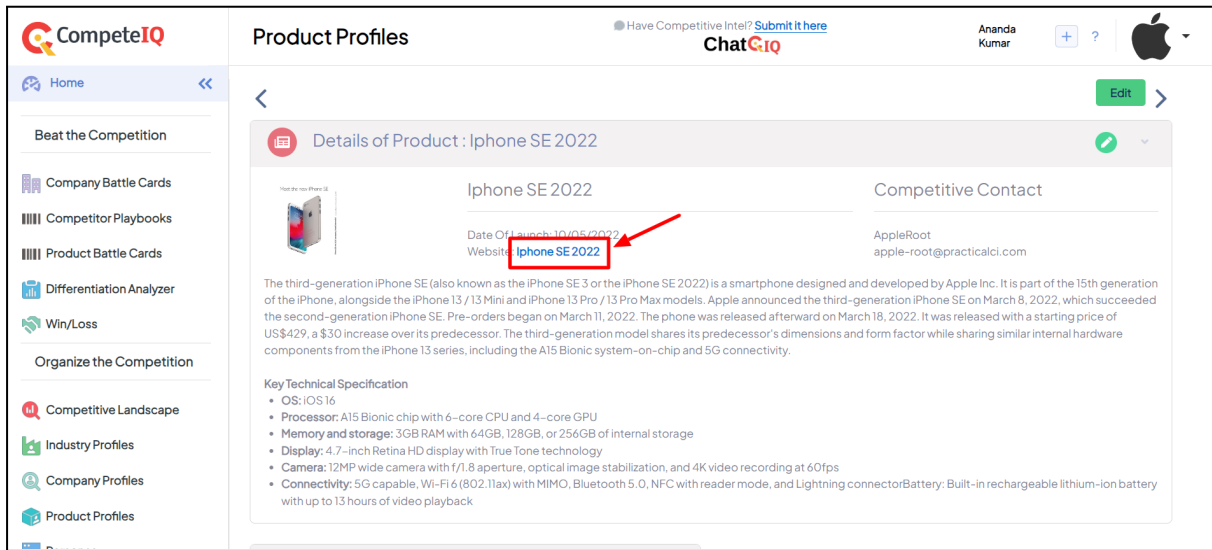 CompeteIQ
Product Profiles
Have Competitive Intel? Submit it here
ChatCIQ
Ananda
Kumar
+
?
Home
Edit
Beat the Competition
Details of Product : Iphone SE 2022
Company Battle Cards
Competitor Playbooks
Product Battle Cards
Differentiation Analyzer
Win/Loss
Organize the Competition
Competitive Landscape
Industry Profiles
Company Profiles
Product Profiles
Meet the new iPhone SE
Iphone SE 2022
Date Of Launch: 10/05/2022
Website: Iphone SE 2022
Competitive Contact
AppleRoot
apple-root@practicalci.com
The third-generation iPhone SE (also known as the iPhone SE 3 or the iPhone SE 2022) is a smartphone designed and developed by Apple Inc. It is part of the 15th generation
of the iPhone, alongside the iPhone 13 / 13 Mini and iPhone 13 Pro / 13 Pro Max models. Apple announced the third-generation iPhone SE on March 8, 2022, which succeeded
the second-generation iPhone SE. Pre-orders began on March 11, 2022. The phone was released afterward on March 18, 2022. It was released with a starting price of
US$429, a $30 increase over its predecessor. The third-generation model shares its predecessor's dimensions and form factor while sharing similar internal hardware
components from the iPhone 13 series, including the A15 Bionic system-on-chip and 5G connectivity.
Key Technical Specification
• OS: iOS 16
• Processor: A15 Bionic chip with 6-core CPU and 4-core GPU
• Memory and storage: 3GB RAM with 64GB, 128GB, or 256GB of internal storage
• Display: 4.7-inch Retina HD display with True Tone technology
• Camera: 12MP wide camera with f/1.8 aperture, optical image stabilization, and 4K video recording at 60fps
• Connectivity: 5G capable, Wi-Fi 6 (802.11ax) with MIMO, Bluetooth 5.0, NFC with reader mode, and Lightning connectorBattery: Built-in rechargeable lithium-ion battery
with up to 13 hours of video playback